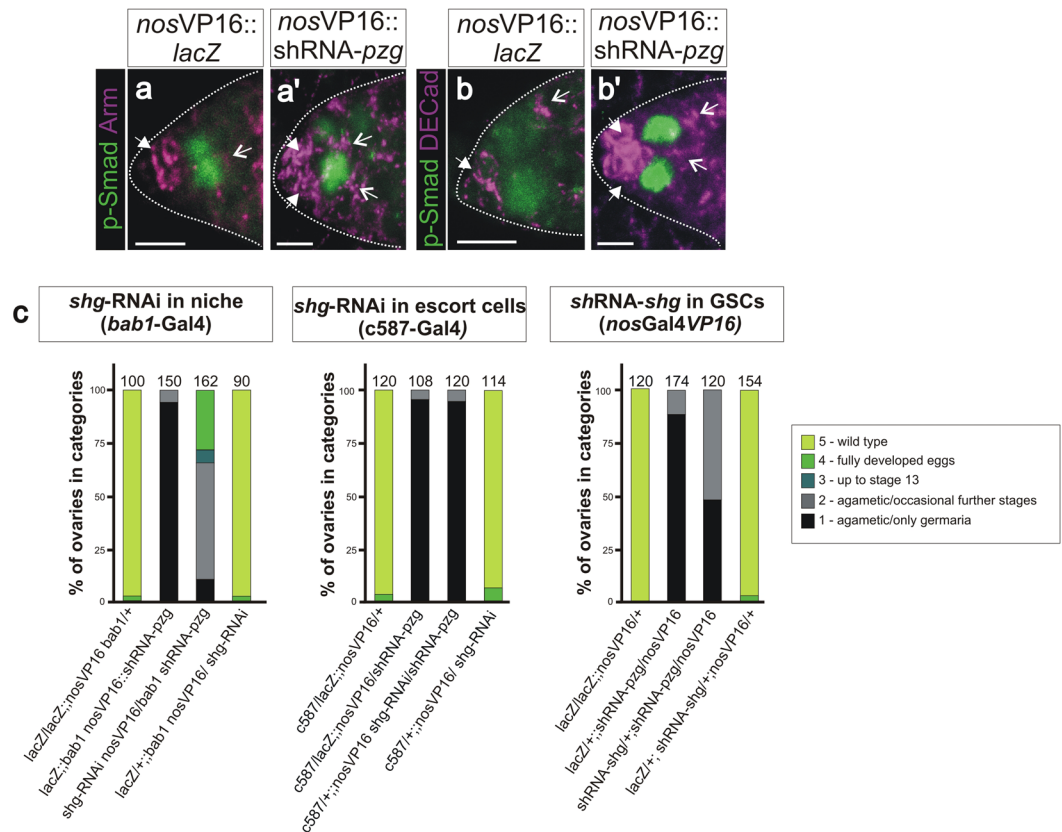 nosVP16::
lacZ
nosVP16::
shRNA-pzg
nosVP16::
lacZ
nosVP16::
shRNA-pzg
p-Smad Arm
a
a'
p-Smad DECad
b
b'
c
shg-RNAi in niche
(bab1-Gal4)
shg-RNAi in escort cells
(c587-Gal4)
shRNA-shg in GSCs
(nosGal4VP16)
% of ovaries in categories
100
75
50
25
0
100 150 162 90
lacZ/lacZ;;nosVP16 bab1/+
lacZ;;bab1 nosVP16::shRNA-pzg
shg-RNAi nosVP16/bab1 shRNA-pzg
lacZ/+;;bab1 nosVP16/ shg-RNAi
% of ovaries in categories
100
75
50
25
0
120 108 120 114
c587/lacZ;;nosVP16/+
c587/lacZ;;nosVP16/shRNA-pzg
c587/+;;nosVP16 shg-RNAi/shRNA-pzg
c587/+;;nosVP16/ shg-RNAi
% of ovaries in categories
100
75
50
25
0
120 174 120 154
lacZ/lacZ;;nosVP16/+
lacZ/+;;shRNA-pzg/nosVP16
shRNA-shg/+;shRNA-pzg/nosVP16
lacZ/+; shRNA-shg/+;nosVP16/+
5 - wild type
4 - fully developed eggs
3 - up to stage 13
2 - agametic/occasional further stages
1 - agametic/only germaria